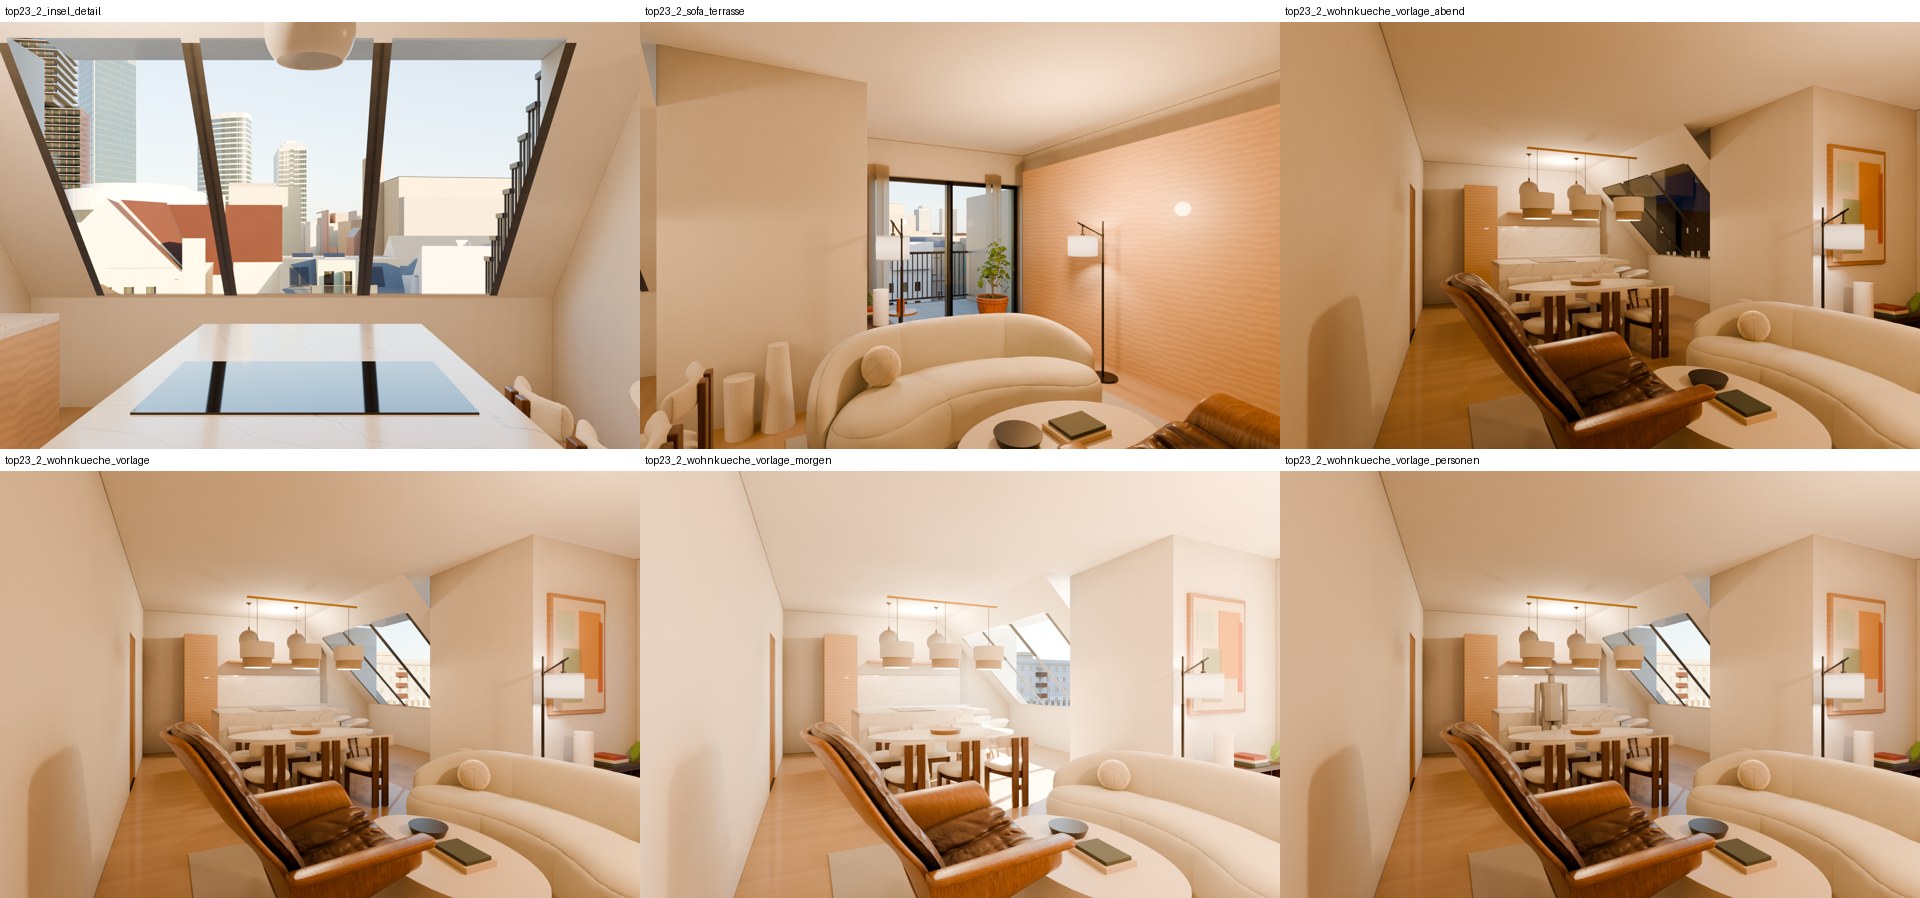 top23_2_insel_detail
top23_2_sofa_terrasse
top23_2_wohnkueche_vorlage_abend
top23_2_wohnkueche_vorlage
top23_2_wohnkueche_vorlage_morgen
top23_2_wohnkueche_vorlage_personen